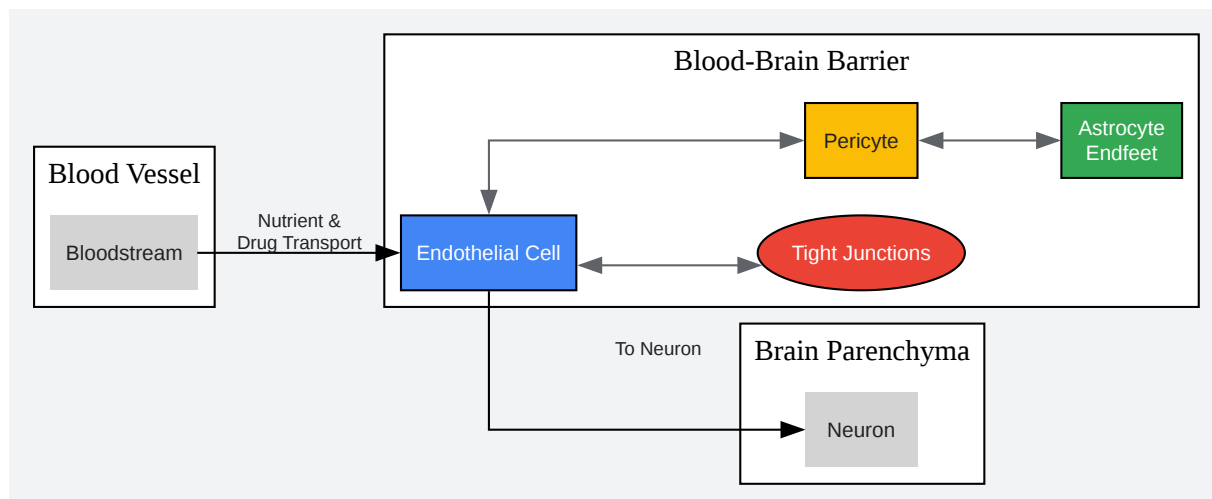 Blood-Brain Barrier
Pericyte
Astrocyte
Endfeet
Blood Vessel
Bloodstream
Nutrient &
Drug Transport
Endothelial Cell
Tight Junctions
To Neuron
Brain Parenchyma
Neuron